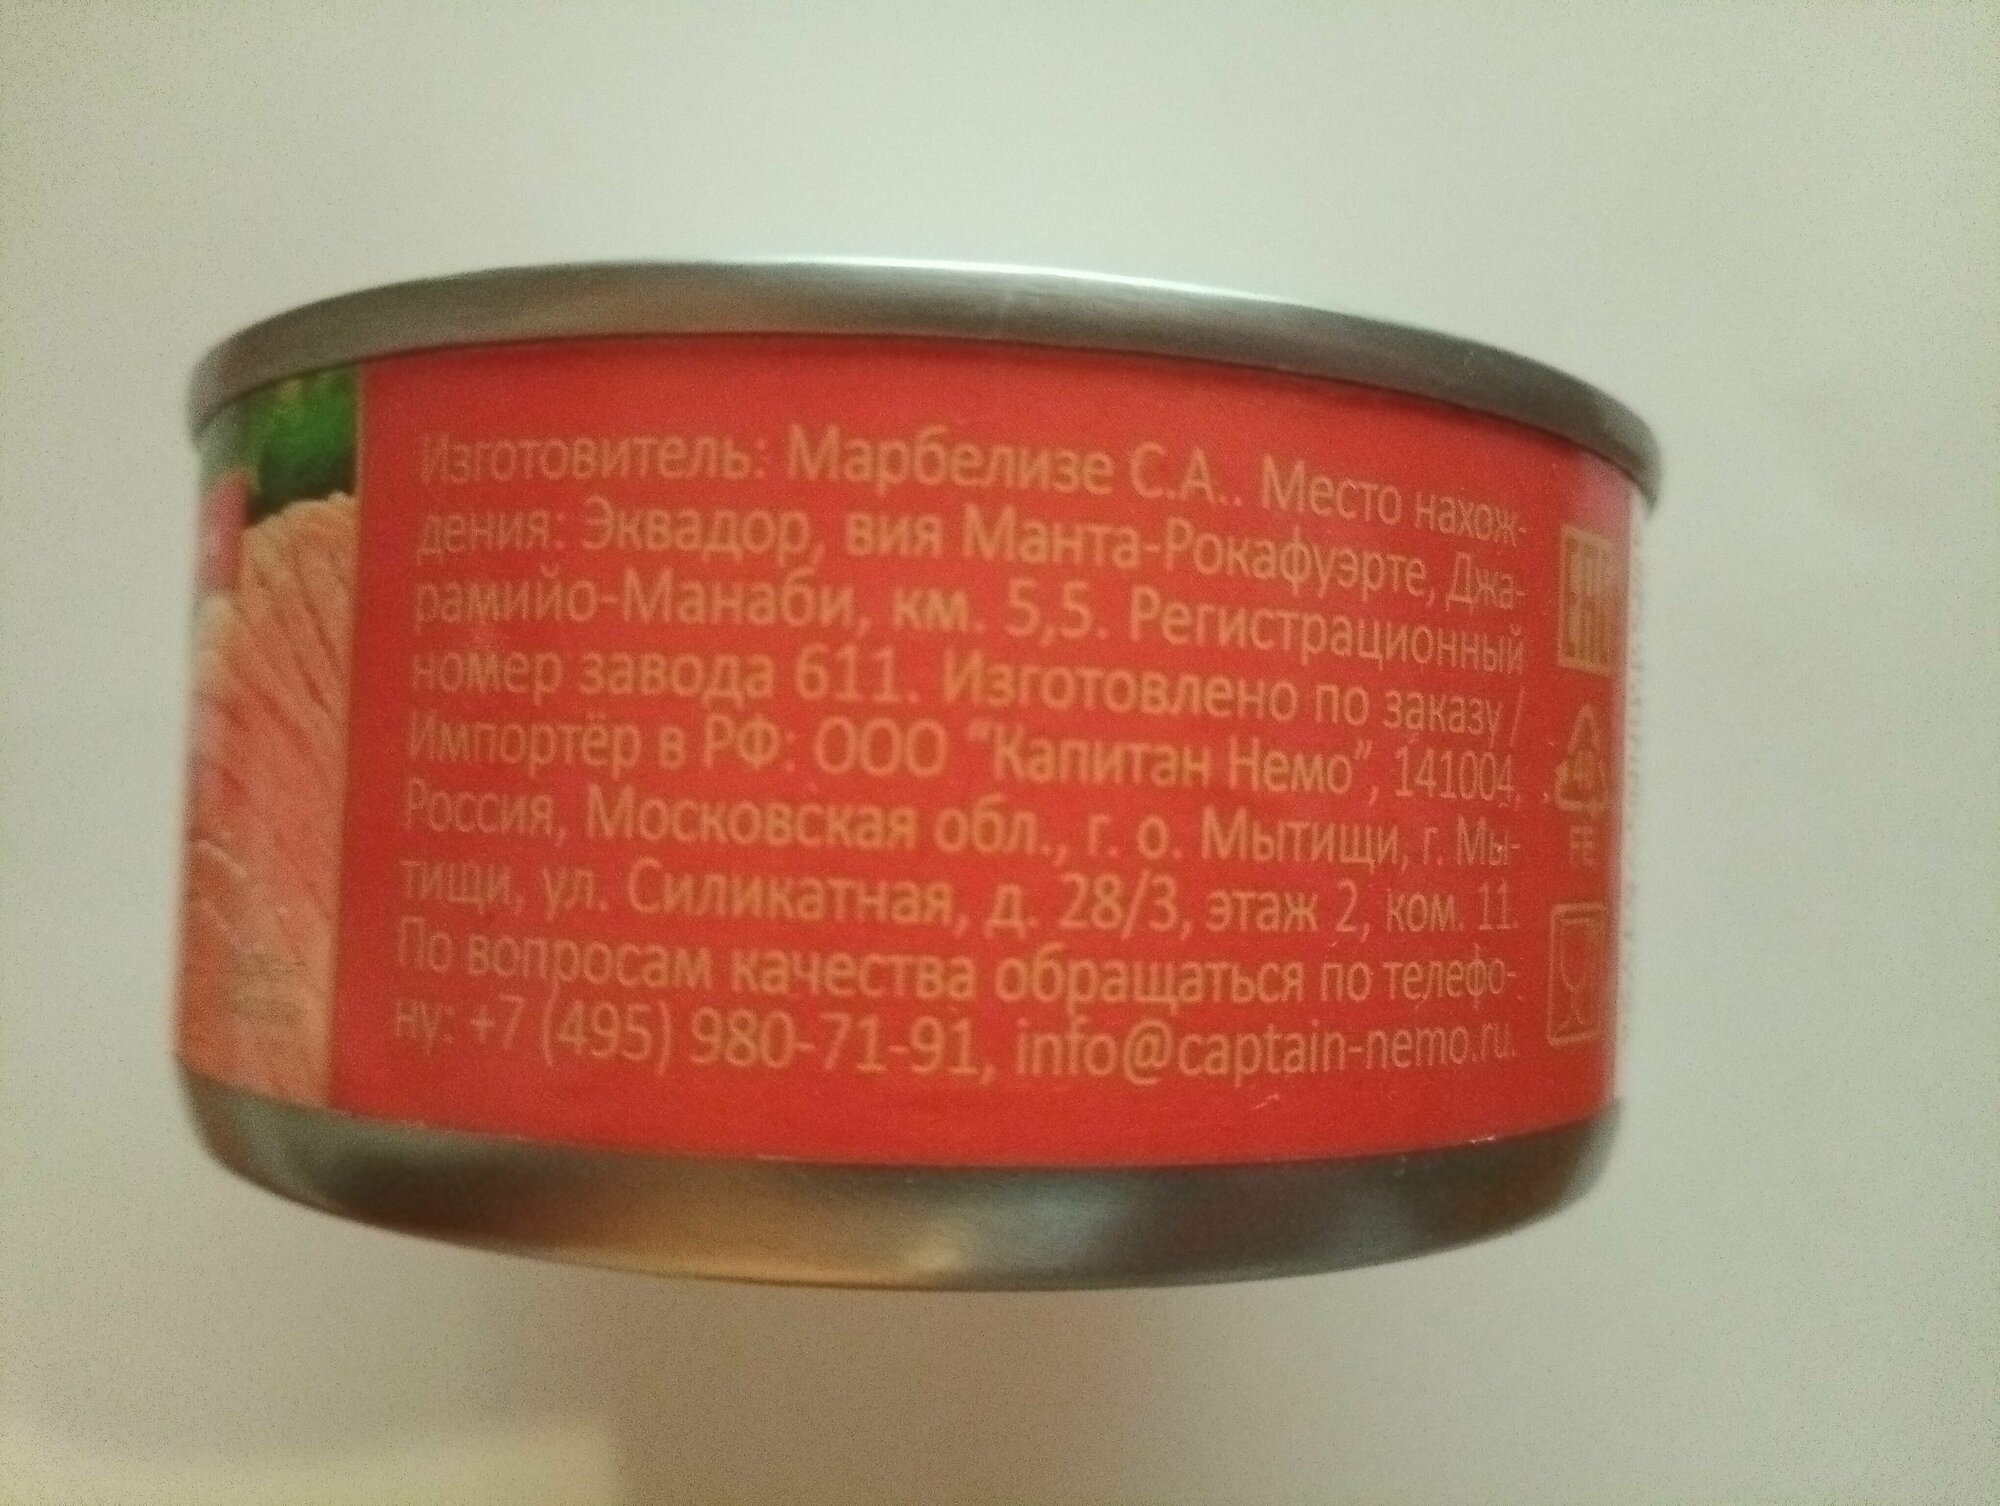 Изготовитель: Марбелизе С.А.. Место нахож-
дения: Эквадор, вия Манта-Рокафуэрте, Джа-
рамийо-Манаби, км. 5,5. Регистрационный
номер завода 611. Изготовлено по заказу /
Импортёр в РФ: ООО “Капитан Немо”, 141004,
Россия, Московская обл., г. о. Мытищи, г. Мы-
тищи, ул. Силикатная, д. 28/3, этаж 2, ком. 11.
По вопросам качества обращаться по телефо-
ну: +7 (495) 980-71-91, info@captain-nemo.ru.
EAC
40
FE